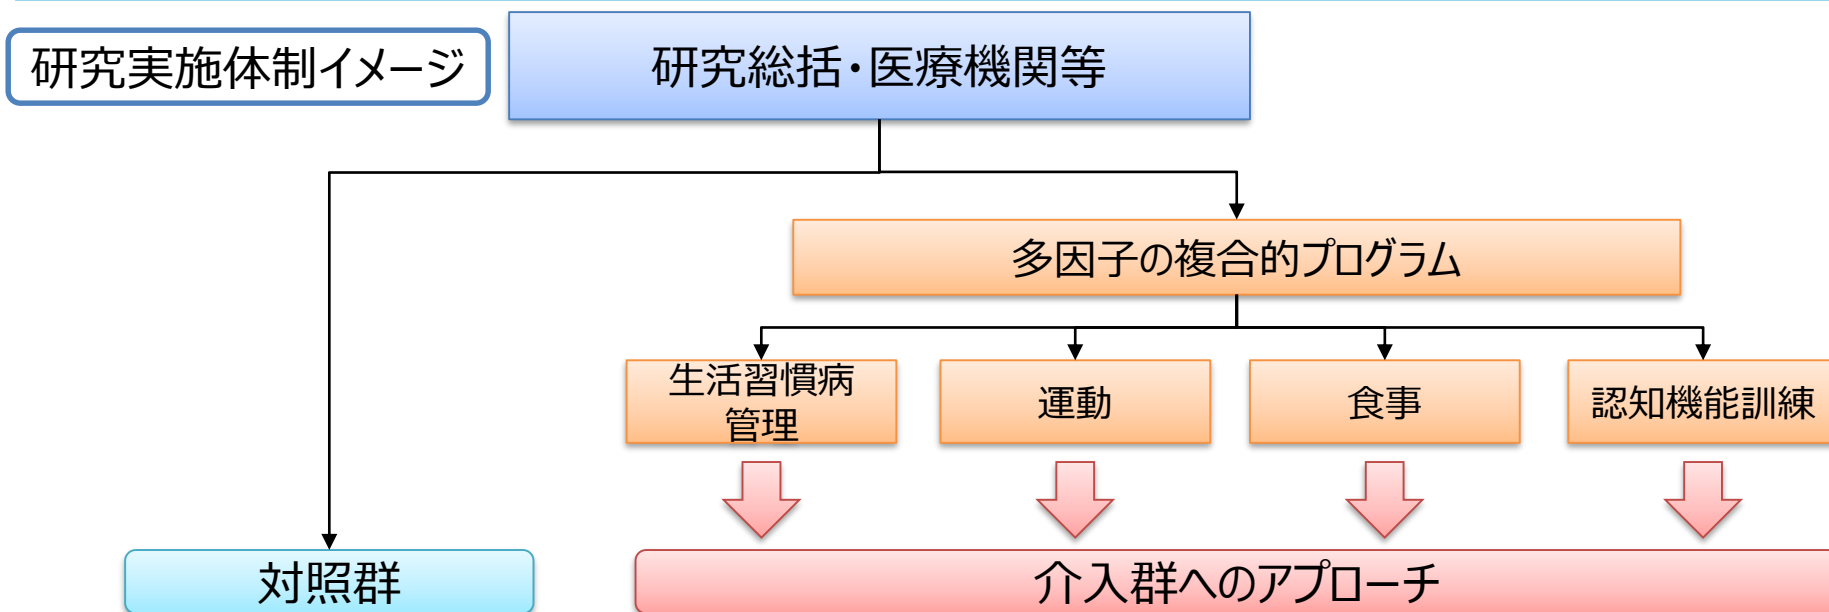 研究実施体制イメージ
研究総括・医療機関等
多因子の複合的プログラム
生活習慣病
管理
運動
食事
認知機能訓練
対照群
介入群へのアプローチ